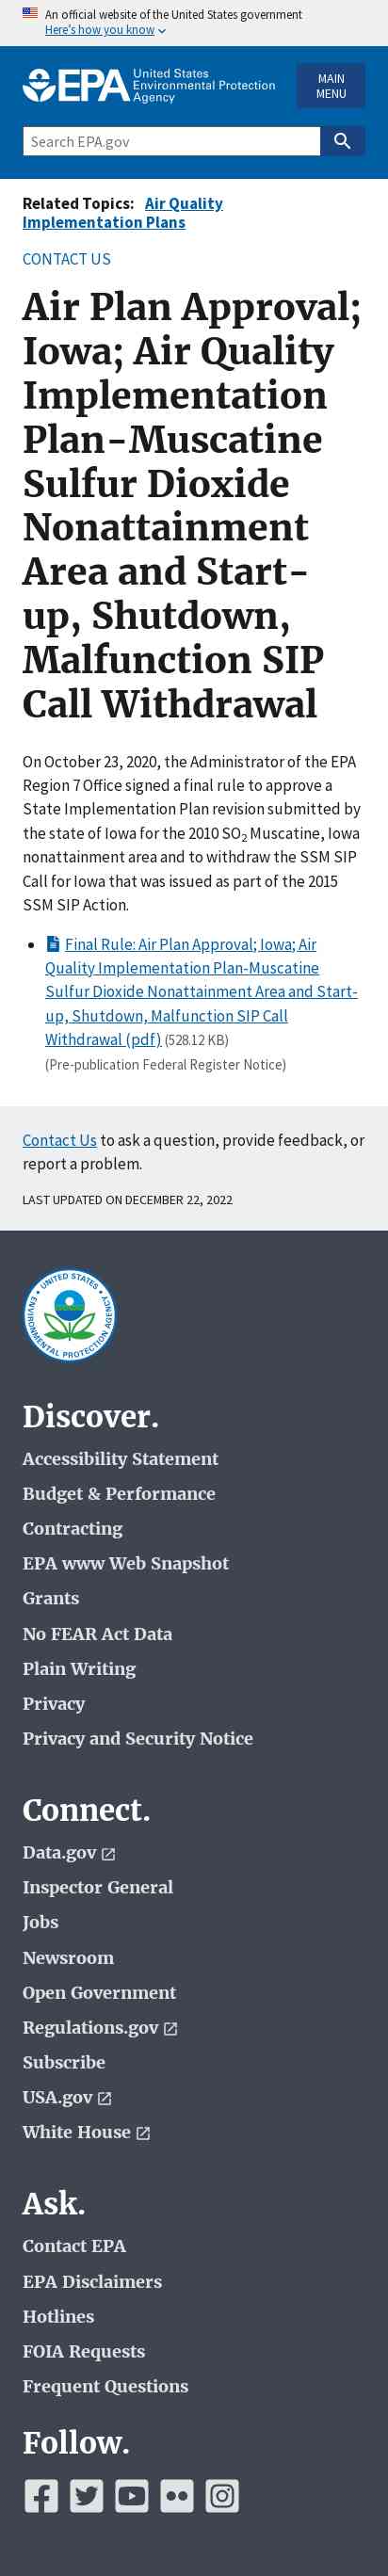 An official website of the United States government
Here's how you know
EPA United States
Environmental Protection
Agency
MAIN
MENU
Search EPA.gov
Related Topics: Air Quality
Implementation Plans
CONTACT US
Air Plan Approval;
Iowa; Air Quality
Implementation
Plan-Muscatine
Sulfur Dioxide
Nonattainment
Area and Start-
up, Shutdown,
Malfunction SIP
Call Withdrawal
On October 23, 2020, the Administrator of the EPA
Region 7 Office signed a final rule to approve a
State Implementation Plan revision submitted by
the state of Iowa for the 2010 SO2 Muscatine, Iowa
nonattainment area and to withdraw the SSM SIP
Call for Iowa that was issued as part of the 2015
SSM SIP Action.
Final Rule: Air Plan Approval; Iowa; Air
Quality Implementation Plan-Muscatine
Sulfur Dioxide Nonattainment Area and Start-
up, Shutdown, Malfunction SIP Call
Withdrawal (pdf) (528.12 KB)
(Pre-publication Federal Register Notice)
Contact Us to ask a question, provide feedback, or
report a problem.
LAST UPDATED ON DECEMBER 22, 2022
UNITED STATES
ENVIRONMENTAL PROTECTION AGENCY
Discover.
Accessibility Statement
Budget & Performance
Contracting
EPA www Web Snapshot
Grants
No FEAR Act Data
Plain Writing
Privacy
Privacy and Security Notice
Connect.
Data.gov
Inspector General
Jobs
Newsroom
Open Government
Regulations.gov
Subscribe
USA.gov
White House
Ask.
Contact EPA
EPA Disclaimers
Hotlines
FOIA Requests
Frequent Questions
Follow.